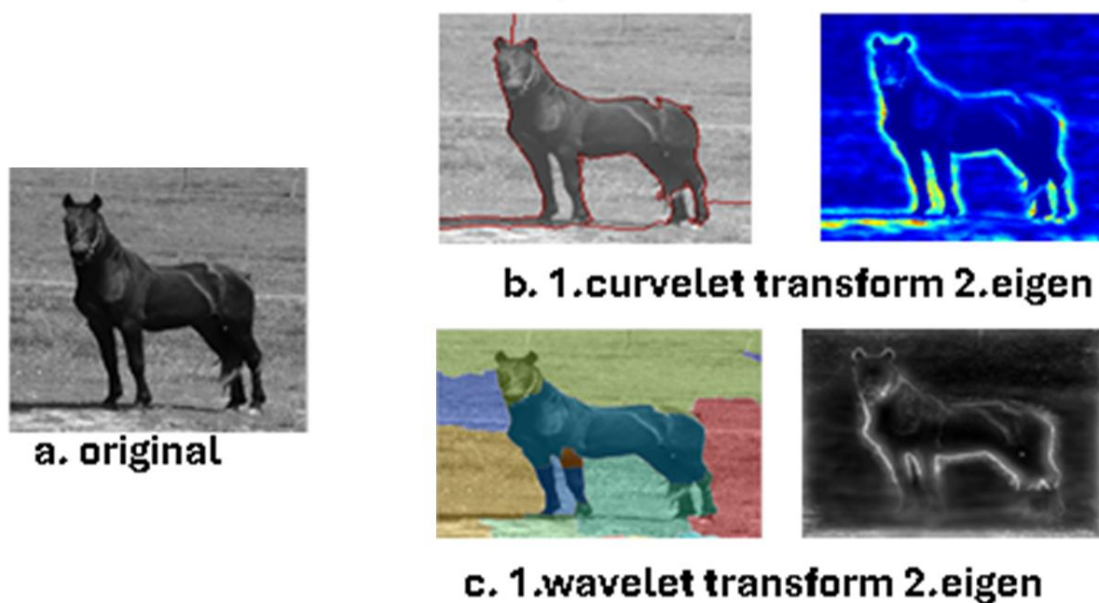 b. 1.curvelet transform 2.eigen
a. original
c. 1.wavelet transform 2.eigen